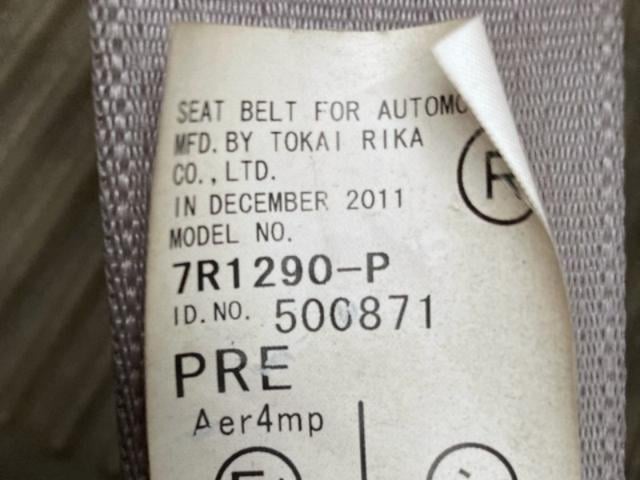 SEAT BELT FOR AUTOMO
MFD. BY TOKAI RIKA
CO., LTD.
IN DECEMBER 2011
R
MODEL NO.
7R1290-P
ID. NO. 500871
PRE
Aer4mp